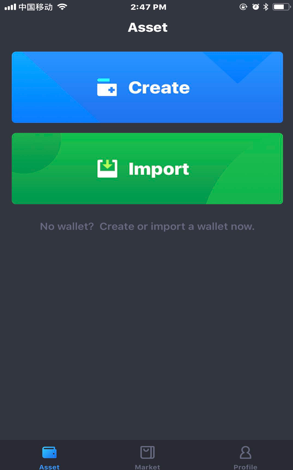 中国移动 2:47 PM
Asset
Create
Import
No wallet? Create or import a wallet now.
Asset Market Profile